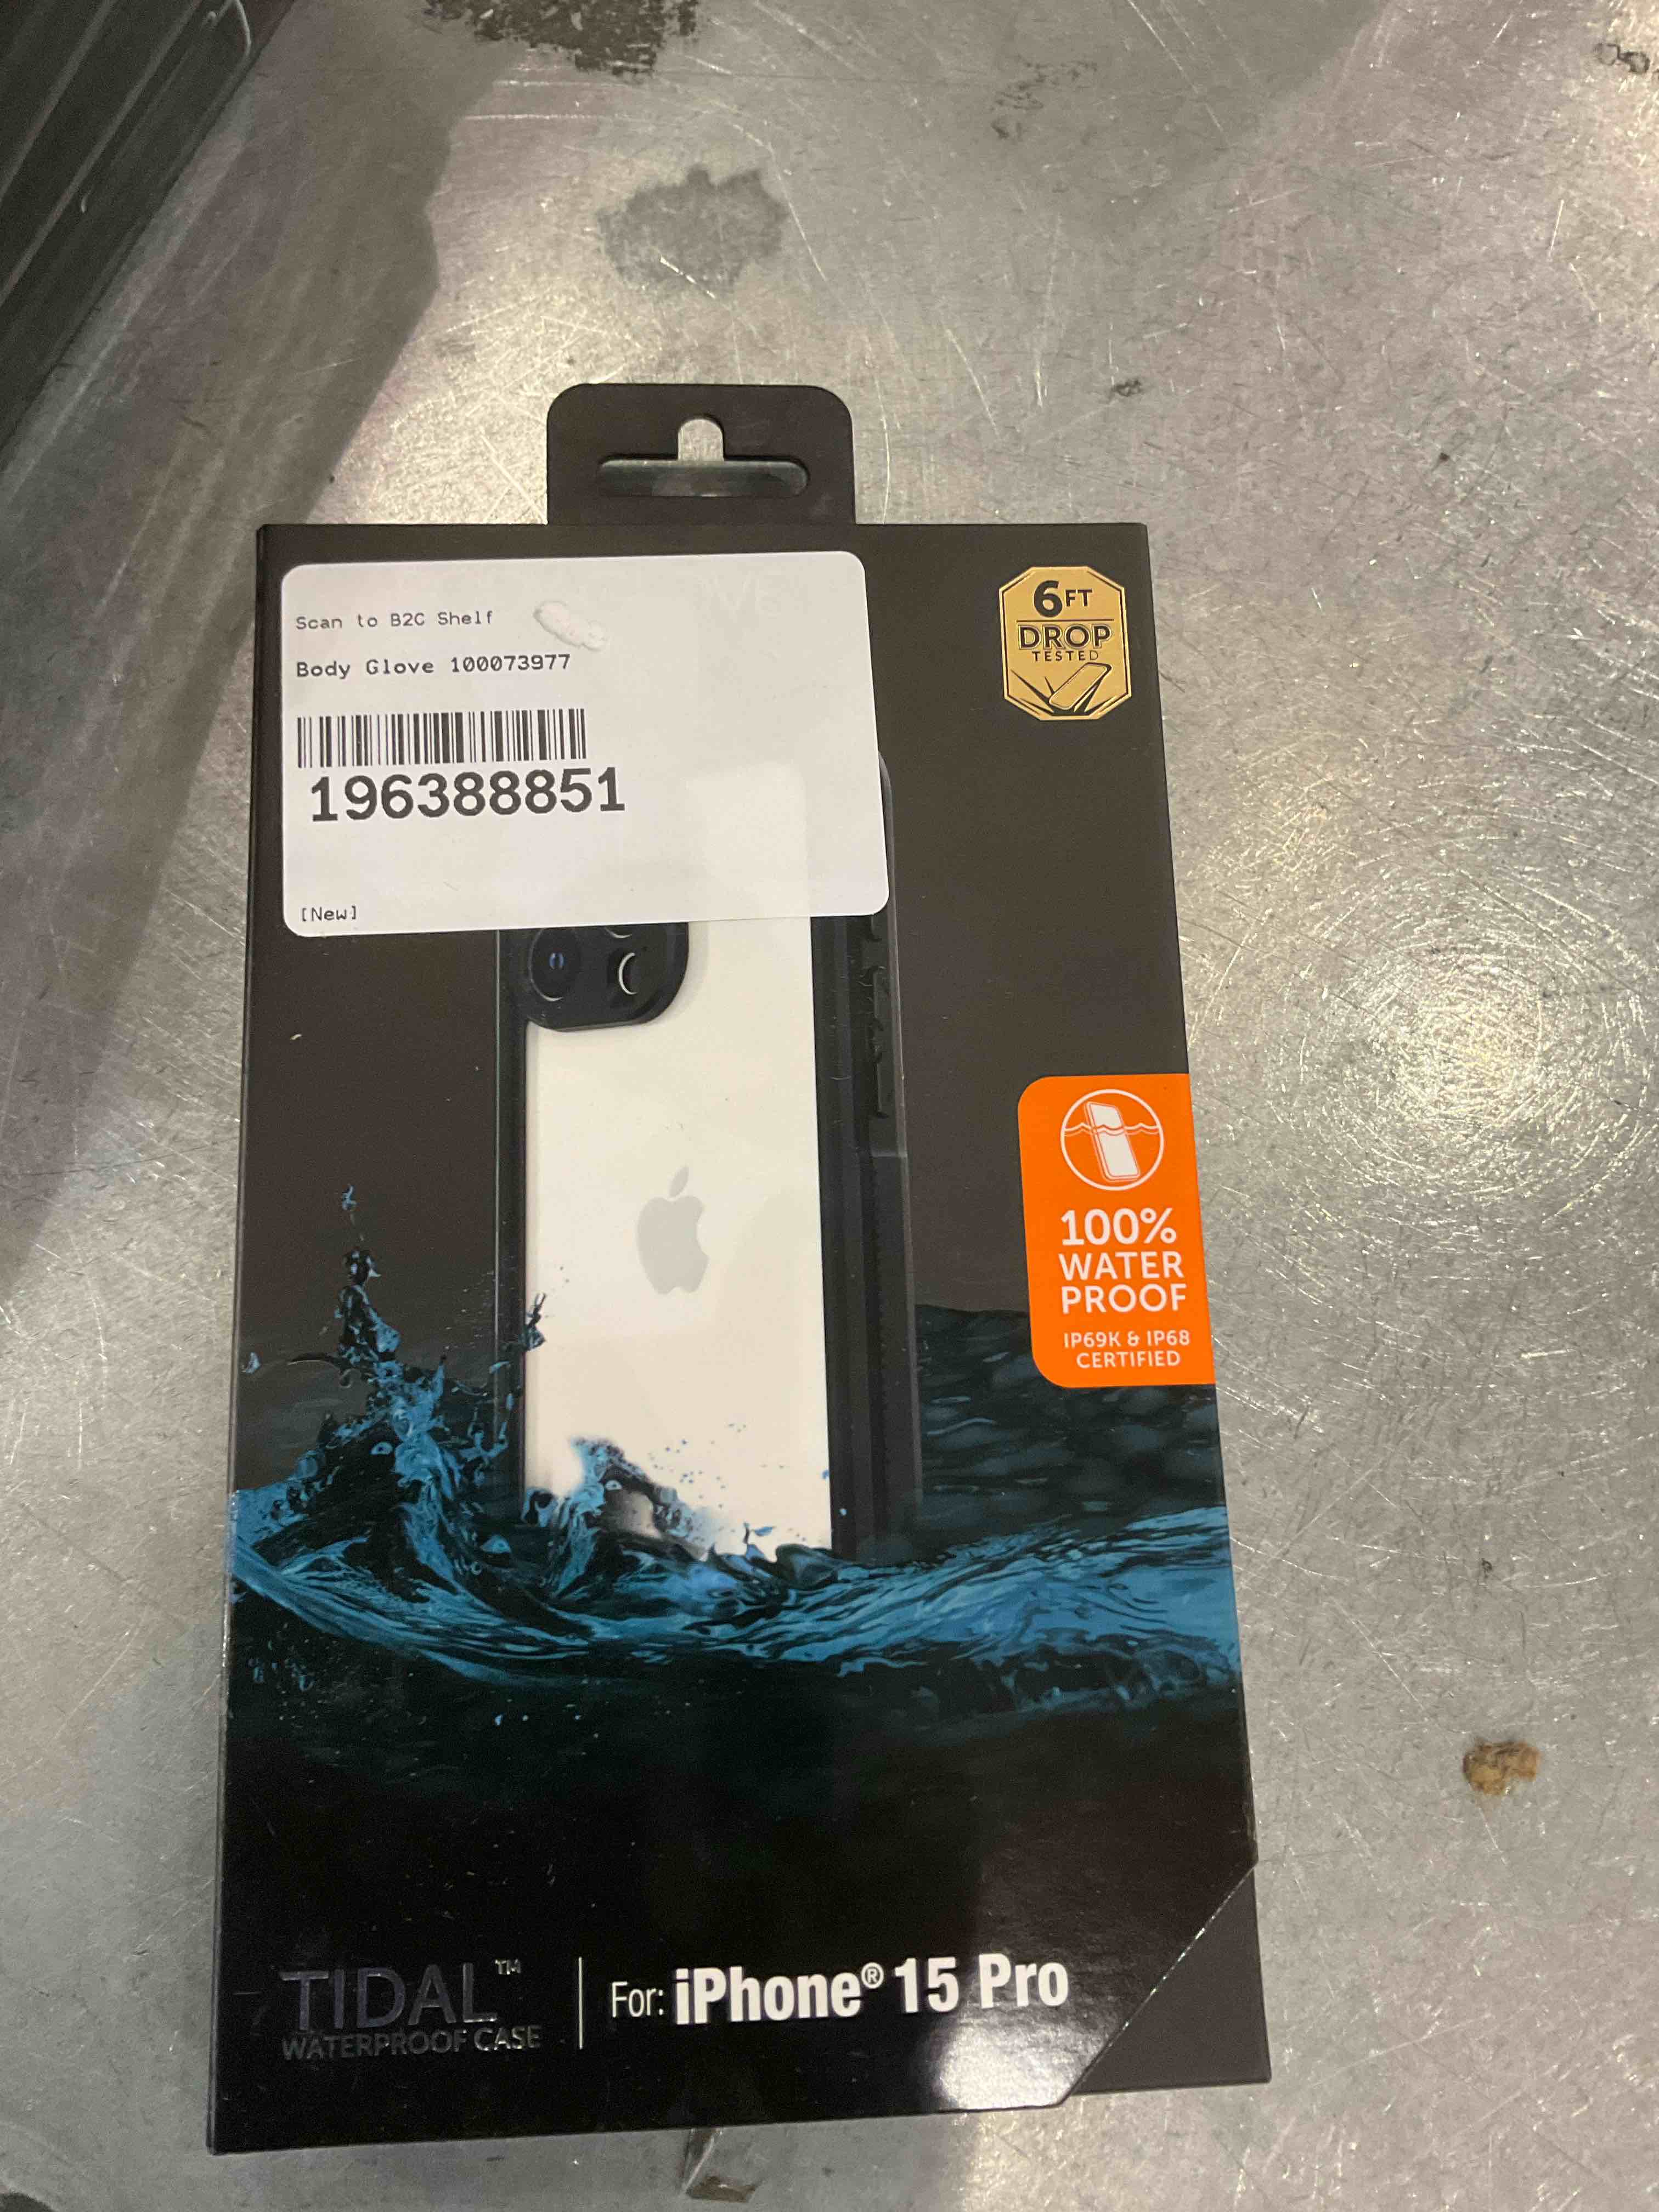 Scan to B2C Shelf
Body Glove 100073977
196388851
[New]
6FT
DROP
TESTED
100%
WATER
PROOF
IP69K & IP68
CERTIFIED
TIDAL™
WATERPROOF CASE
For: iPhone® 15 Pro